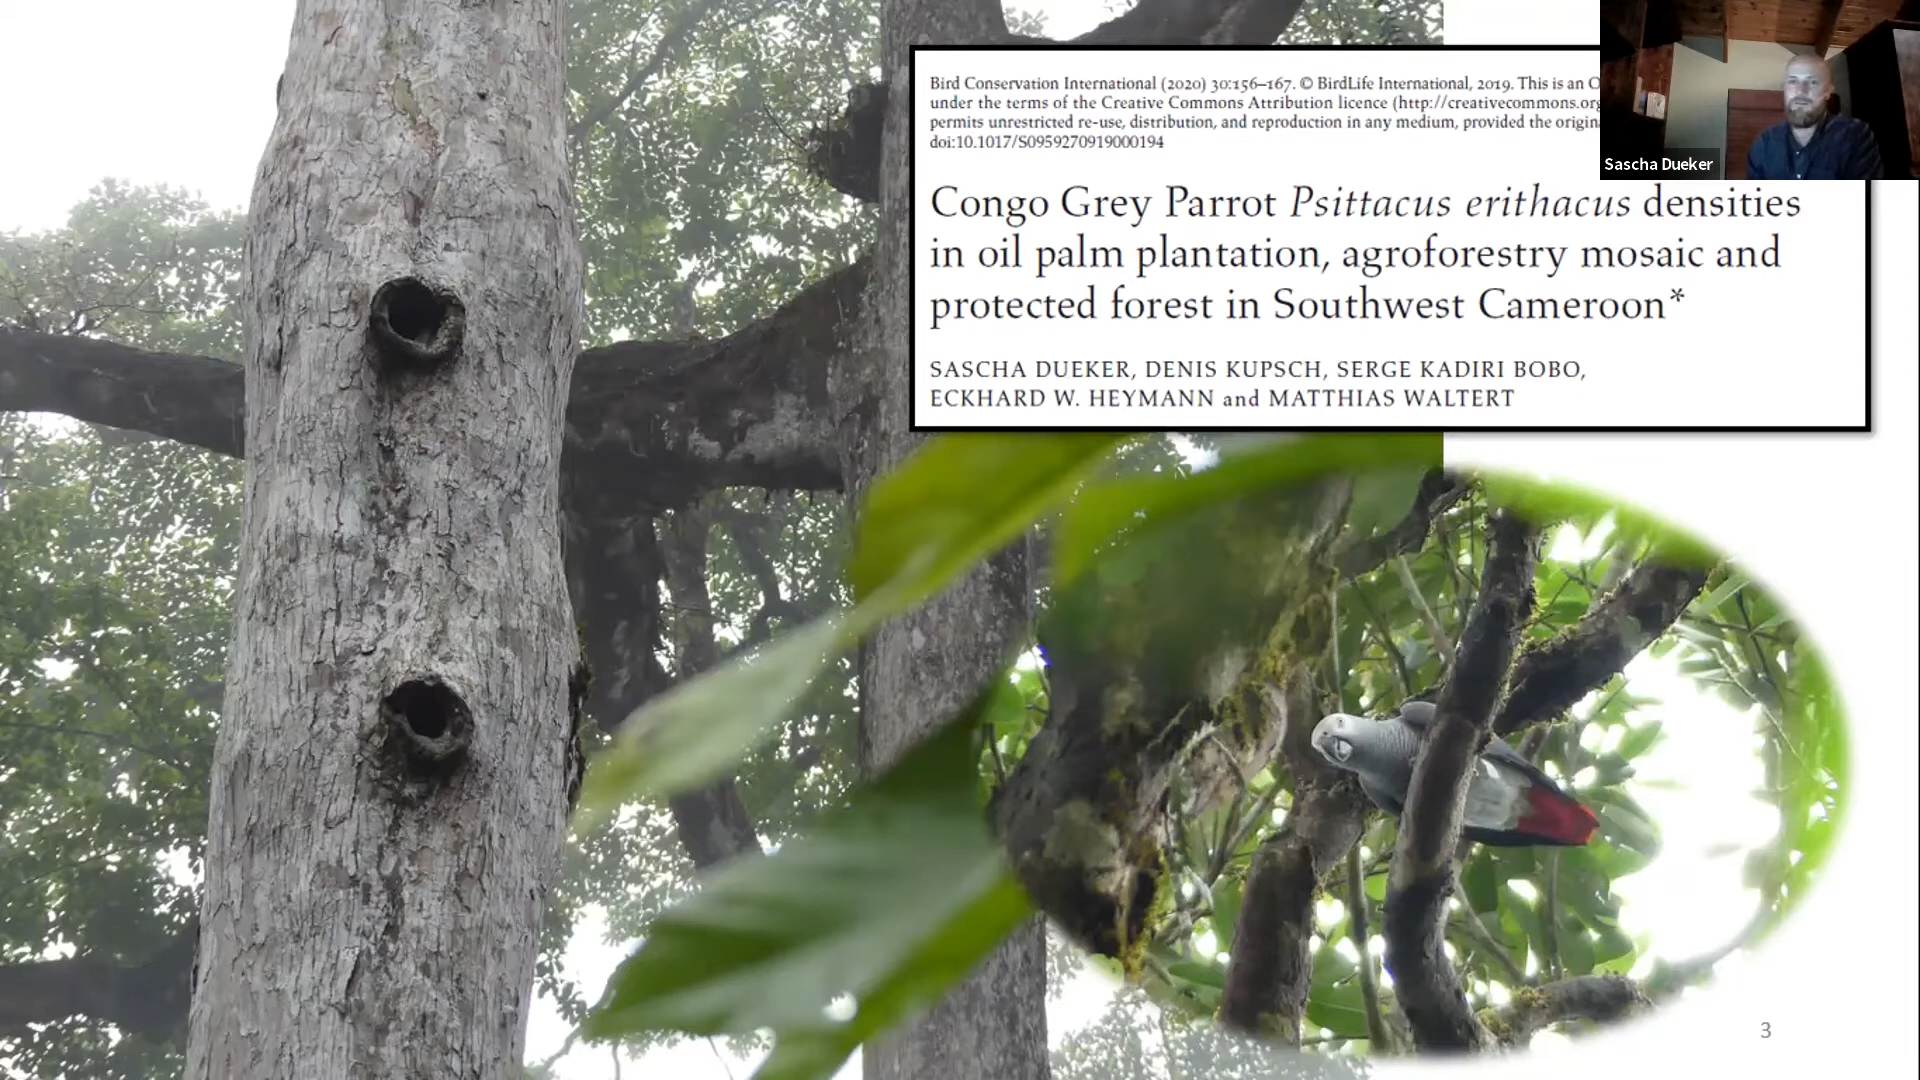 Bird Conservation International (2020) 30:156–167. © BirdLife International, 2019. This is an O
under the terms of the Creative Commons Attribution licence (http://creativecommons.org
permits unrestricted re-use, distribution, and reproduction in any medium, provided the origin
doi:10.1017/S0959270919000194
Congo Grey Parrot Psittacus erithacus densities
in oil palm plantation, agroforestry mosaic and
protected forest in Southwest Cameroon*
SASCHA DUEKER, DENIS KUPSCH, SERGE KADIRI BOBO,
ECKHARD W. HEYMANN and MATTHIAS WALTERT
Sascha Dueker
3